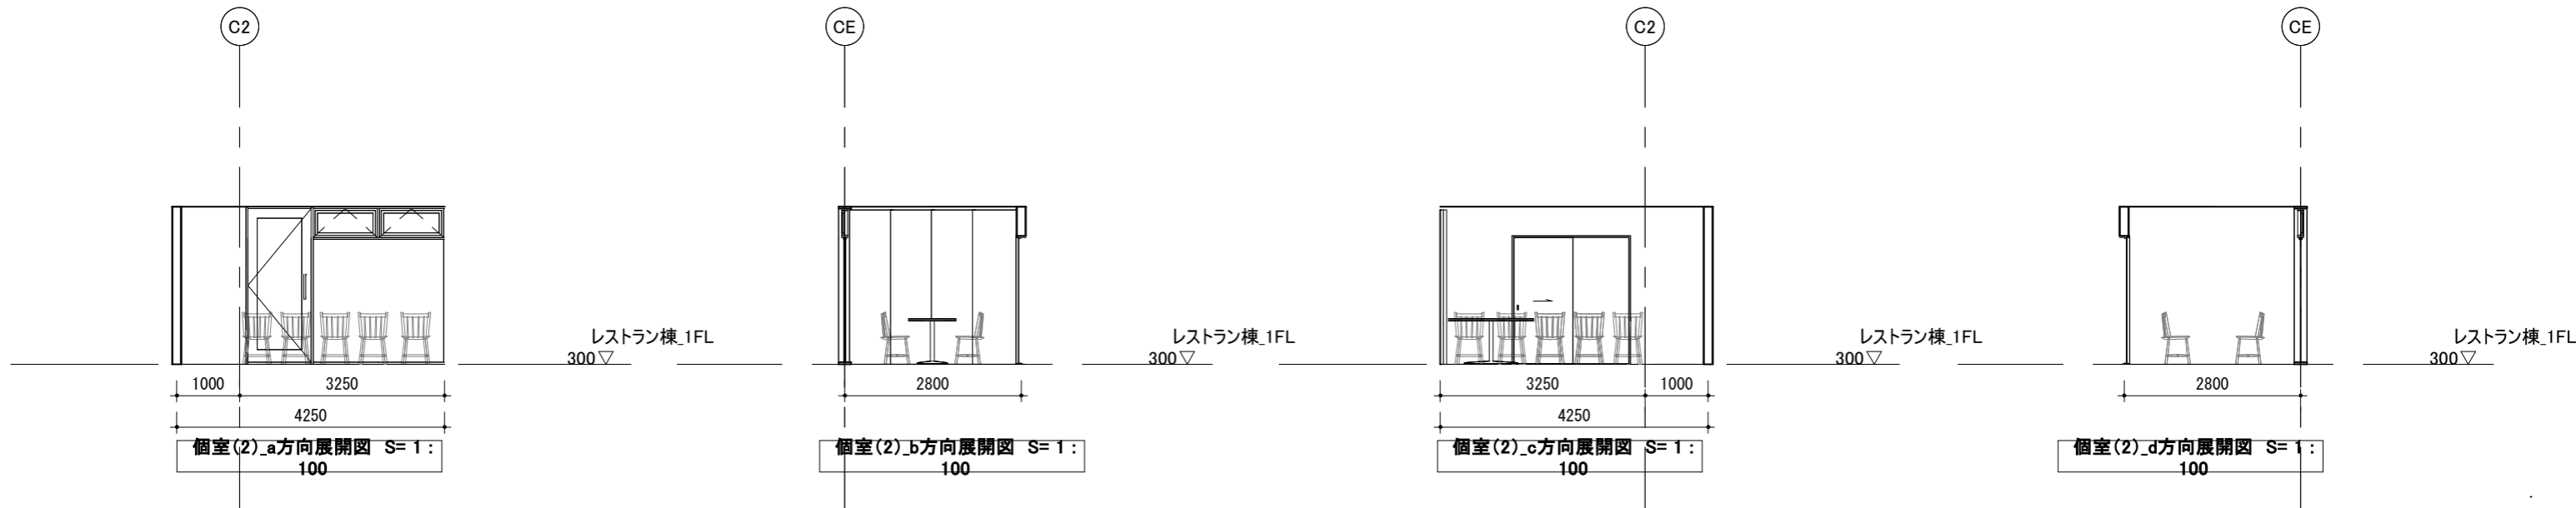 C2
CE
C2
CE
レストラン棟_1FL
300▽
レストラン棟_1FL
300▽
レストラン棟_1FL
300▽
レストラン棟_1FL
300▽
1000
3250
4250
2800
3250
1000
4250
2800
個室(2)_a方向展開図 S= 1 :
100
個室(2)_b方向展開図 S= 1 :
100
個室(2)_c方向展開図 S= 1 :
100
個室(2)_d方向展開図 S= 1 :
100